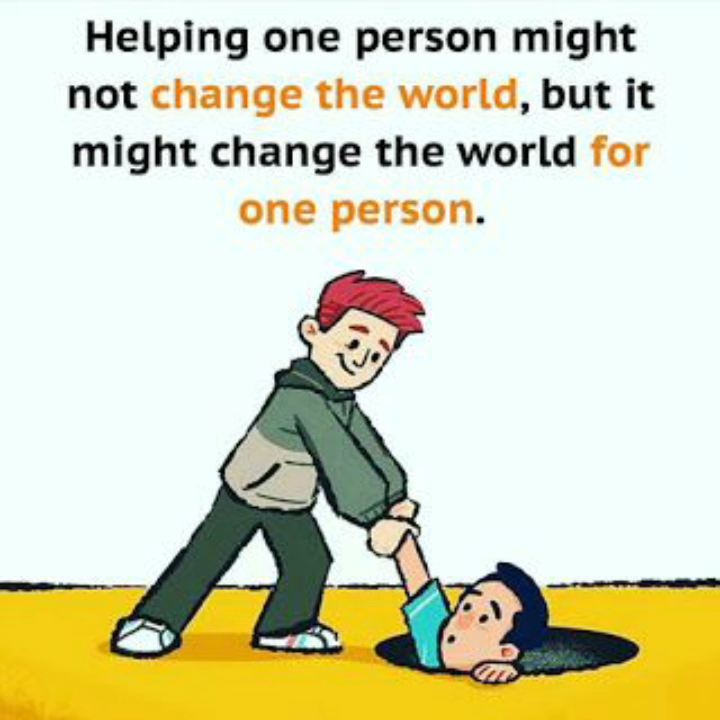 Helping one person might
not change the world, but it
might change the world for
one person.